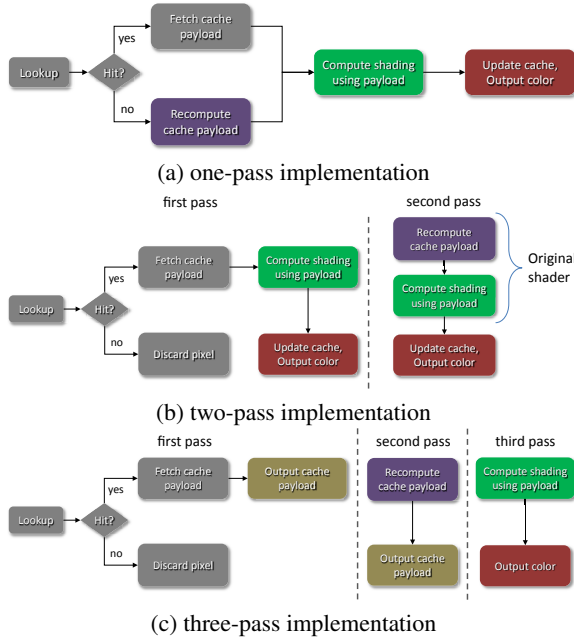 Lookup
Hit?
yes
no
Fetch cache
payload
Recompute
cache payload
Compute shading
using payload
Update cache,
Output color
(a) one-pass implementation
first pass
Lookup
Hit?
yes
no
Fetch cache
payload
Compute shading
using payload
Discard pixel
Update cache,
Output color
second pass
Recompute
cache payload
Compute shading
using payload
Update cache,
Output color
Original
shader
(b) two-pass implementation
first pass
Lookup
Hit?
yes
no
Fetch cache
payload
Output cache
payload
Discard pixel
second pass
Recompute
cache payload
Output cache
payload
third pass
Compute shading
using payload
Output color
(c) three-pass implementation